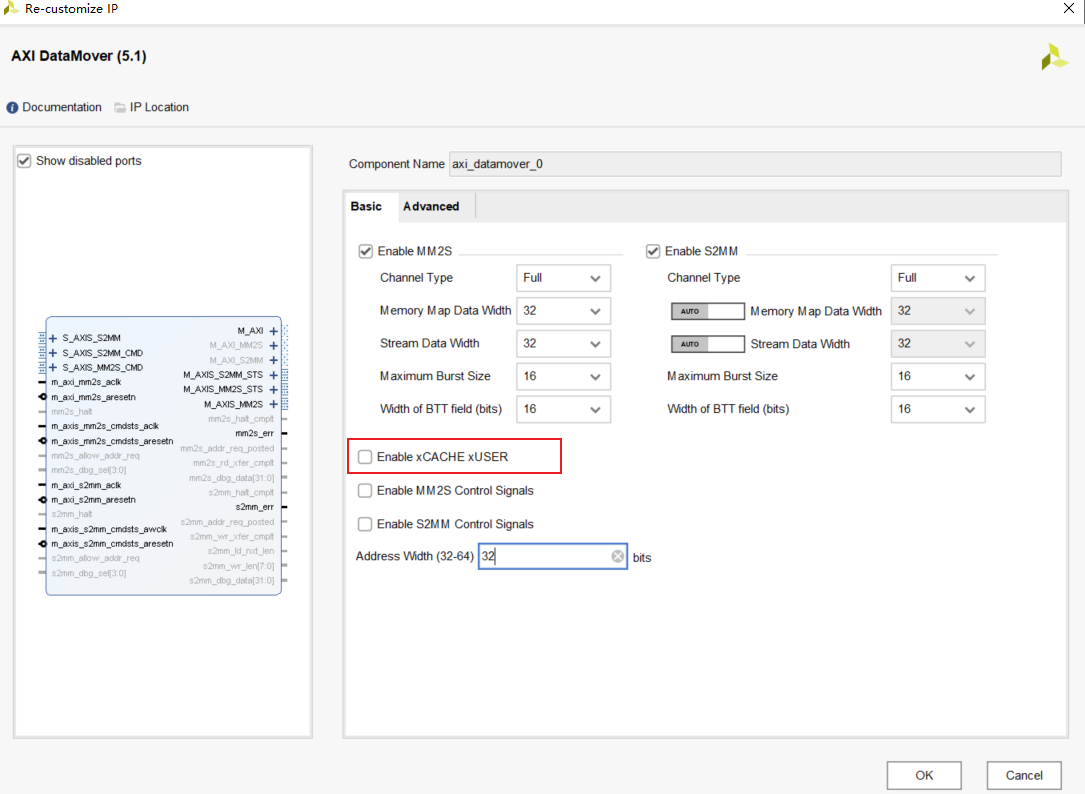 Re-customize IP
AXI DataMover (5.1)
Documentation IP Location
Show disabled ports
S_AXIS_S2MM
S_AXIS_S2MM_CMD
S_AXIS_MM2S_CMD
m_axi_mm2s_aclk
m_axi_mm2s_aresetn
mm2s_halt
m_axis_mm2s_cmdsts_aclk
m_axis_mm2s_cmdsts_aresetn
mm2s_allow_addr_req
mm2s_dbg_sel[3:0]
m_axi_s2mm_aclk
m_axi_s2mm_aresetn
s2mm_halt
m_axis_s2mm_cmdsts_awclk
m_axis_s2mm_cmdsts_aresetn
s2mm_allow_addr_req
s2mm_dbg_sel[3:0]
M_AXI
M_AXI_MM2S
M_AXI_S2MM
M_AXIS_S2MM_STS
M_AXIS_MM2S_STS
M_AXIS_MM2S
mm2s_halt_cmplt
mm2s_err
mm2s_addr_req_posted
mm2s_rd_xfer_cmplt
mm2s_dbg_data[31:0]
s2mm_halt_cmplt
s2mm_err
s2mm_addr_req_posted
s2mm_wr_xfer_cmplt
s2mm_ld_nxt_len
s2mm_wr_len[7:0]
s2mm_dbg_data[31:0]
Component Name axi_datamover_0
Basic Advanced
Enable MM2S
Channel Type Full
Memory Map Data Width 32
Stream Data Width 32
Maximum Burst Size 16
Width of BTT field (bits) 16
Enable S2MM
Channel Type Full
AUTO Memory Map Data Width 32
AUTO Stream Data Width 32
Maximum Burst Size 16
Width of BTT field (bits) 16
Enable xCACHE xUSER
Enable MM2S Control Signals
Enable S2MM Control Signals
Address Width (32-64) 32 bits
OK Cancel